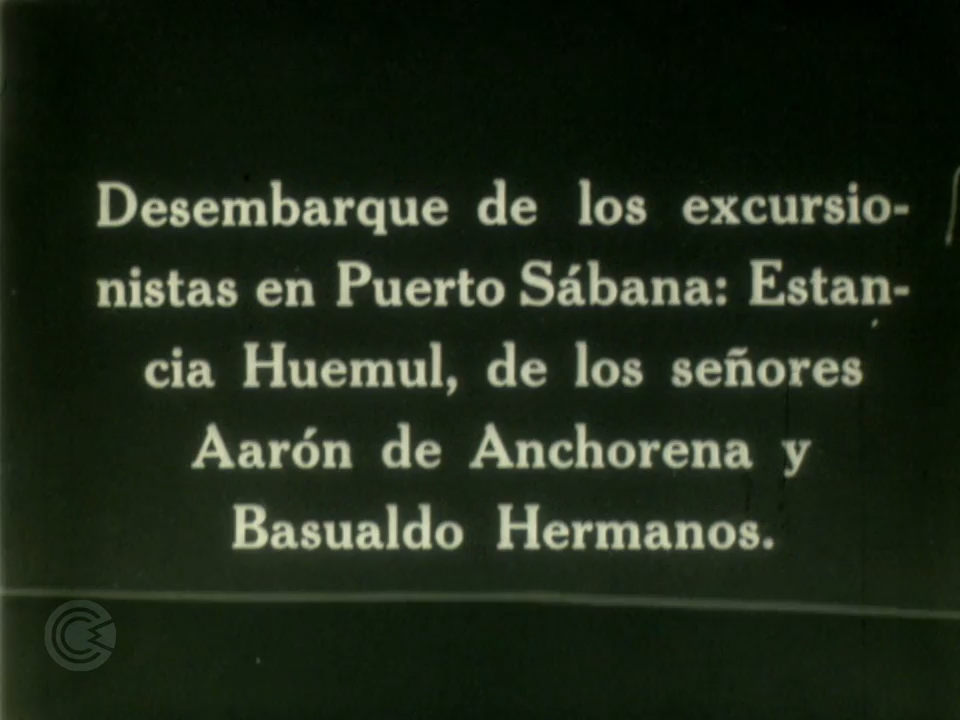 Desembarque de los excursio-
nistas en Puerto Sábana: Estan-
cia Huemul, de los señores
Aarón de Anchorena y
Basualdo Hermanos.